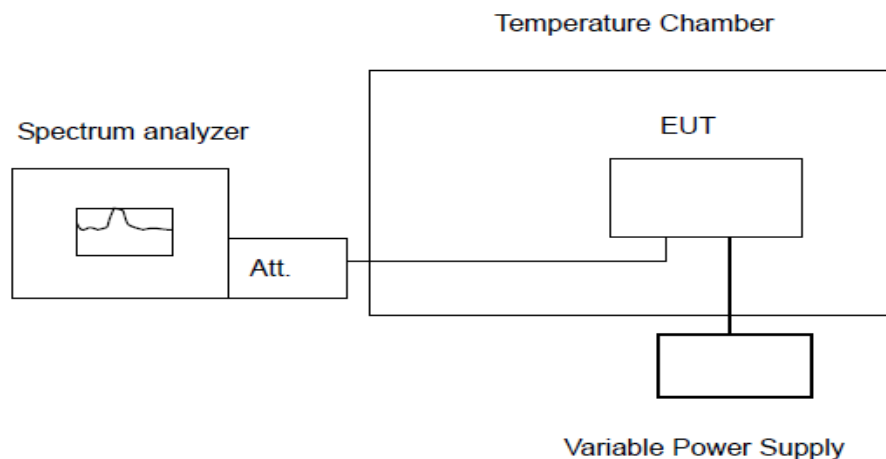 Temperature Chamber
Spectrum analyzer
EUT
Att.
Variable Power Supply